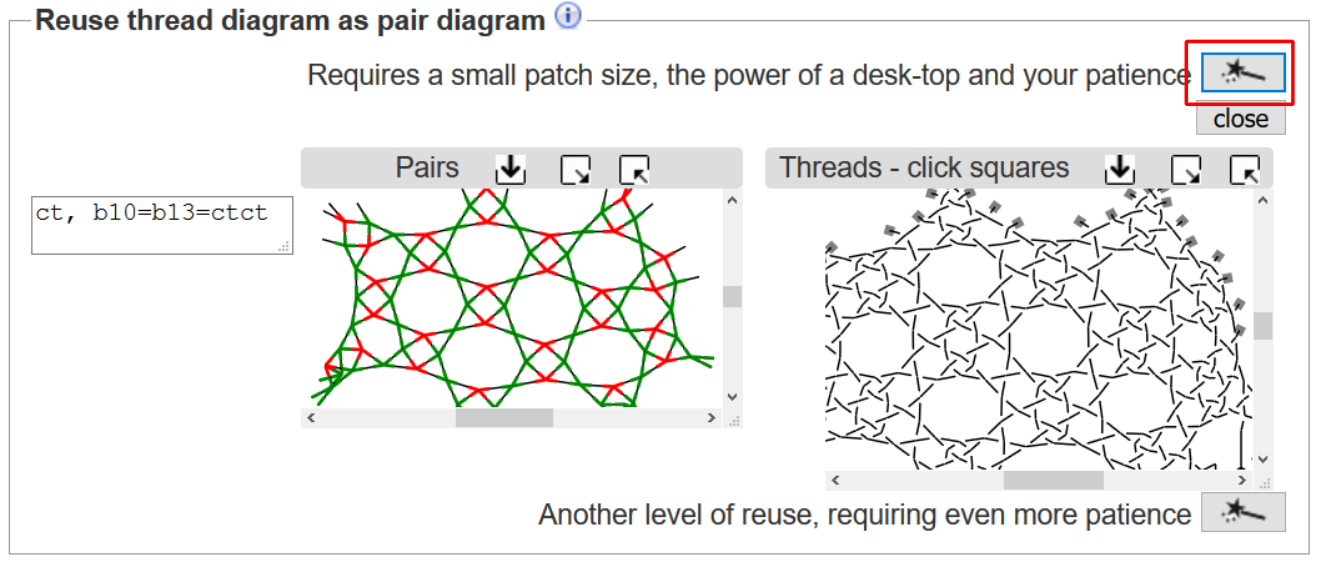 Reuse thread diagram as pair diagram
Requires a small patch size, the power of a desk-top and your patience
close
Pairs
Threads - click squares
ct, b10=b13=ctct
Another level of reuse, requiring even more patience